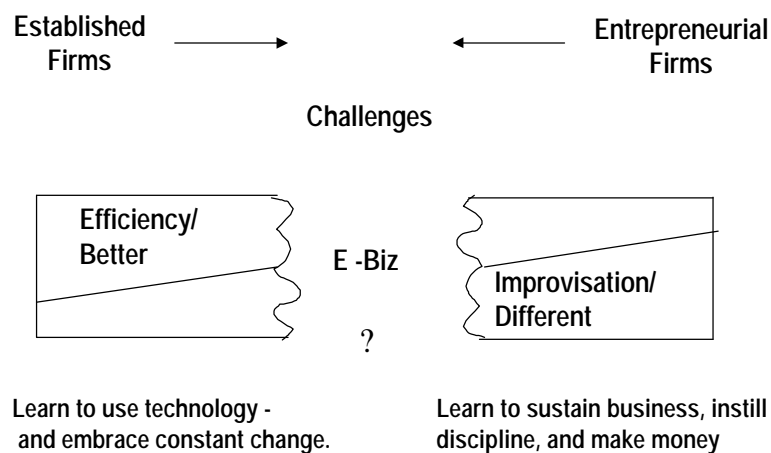 Established
Firms
Entrepreneurial
Firms
Challenges
Efficiency/
Better
E -Biz
?
Improvisation/
Different
Learn to use technology -
and embrace constant change.
Learn to sustain business, instill
discipline, and make money